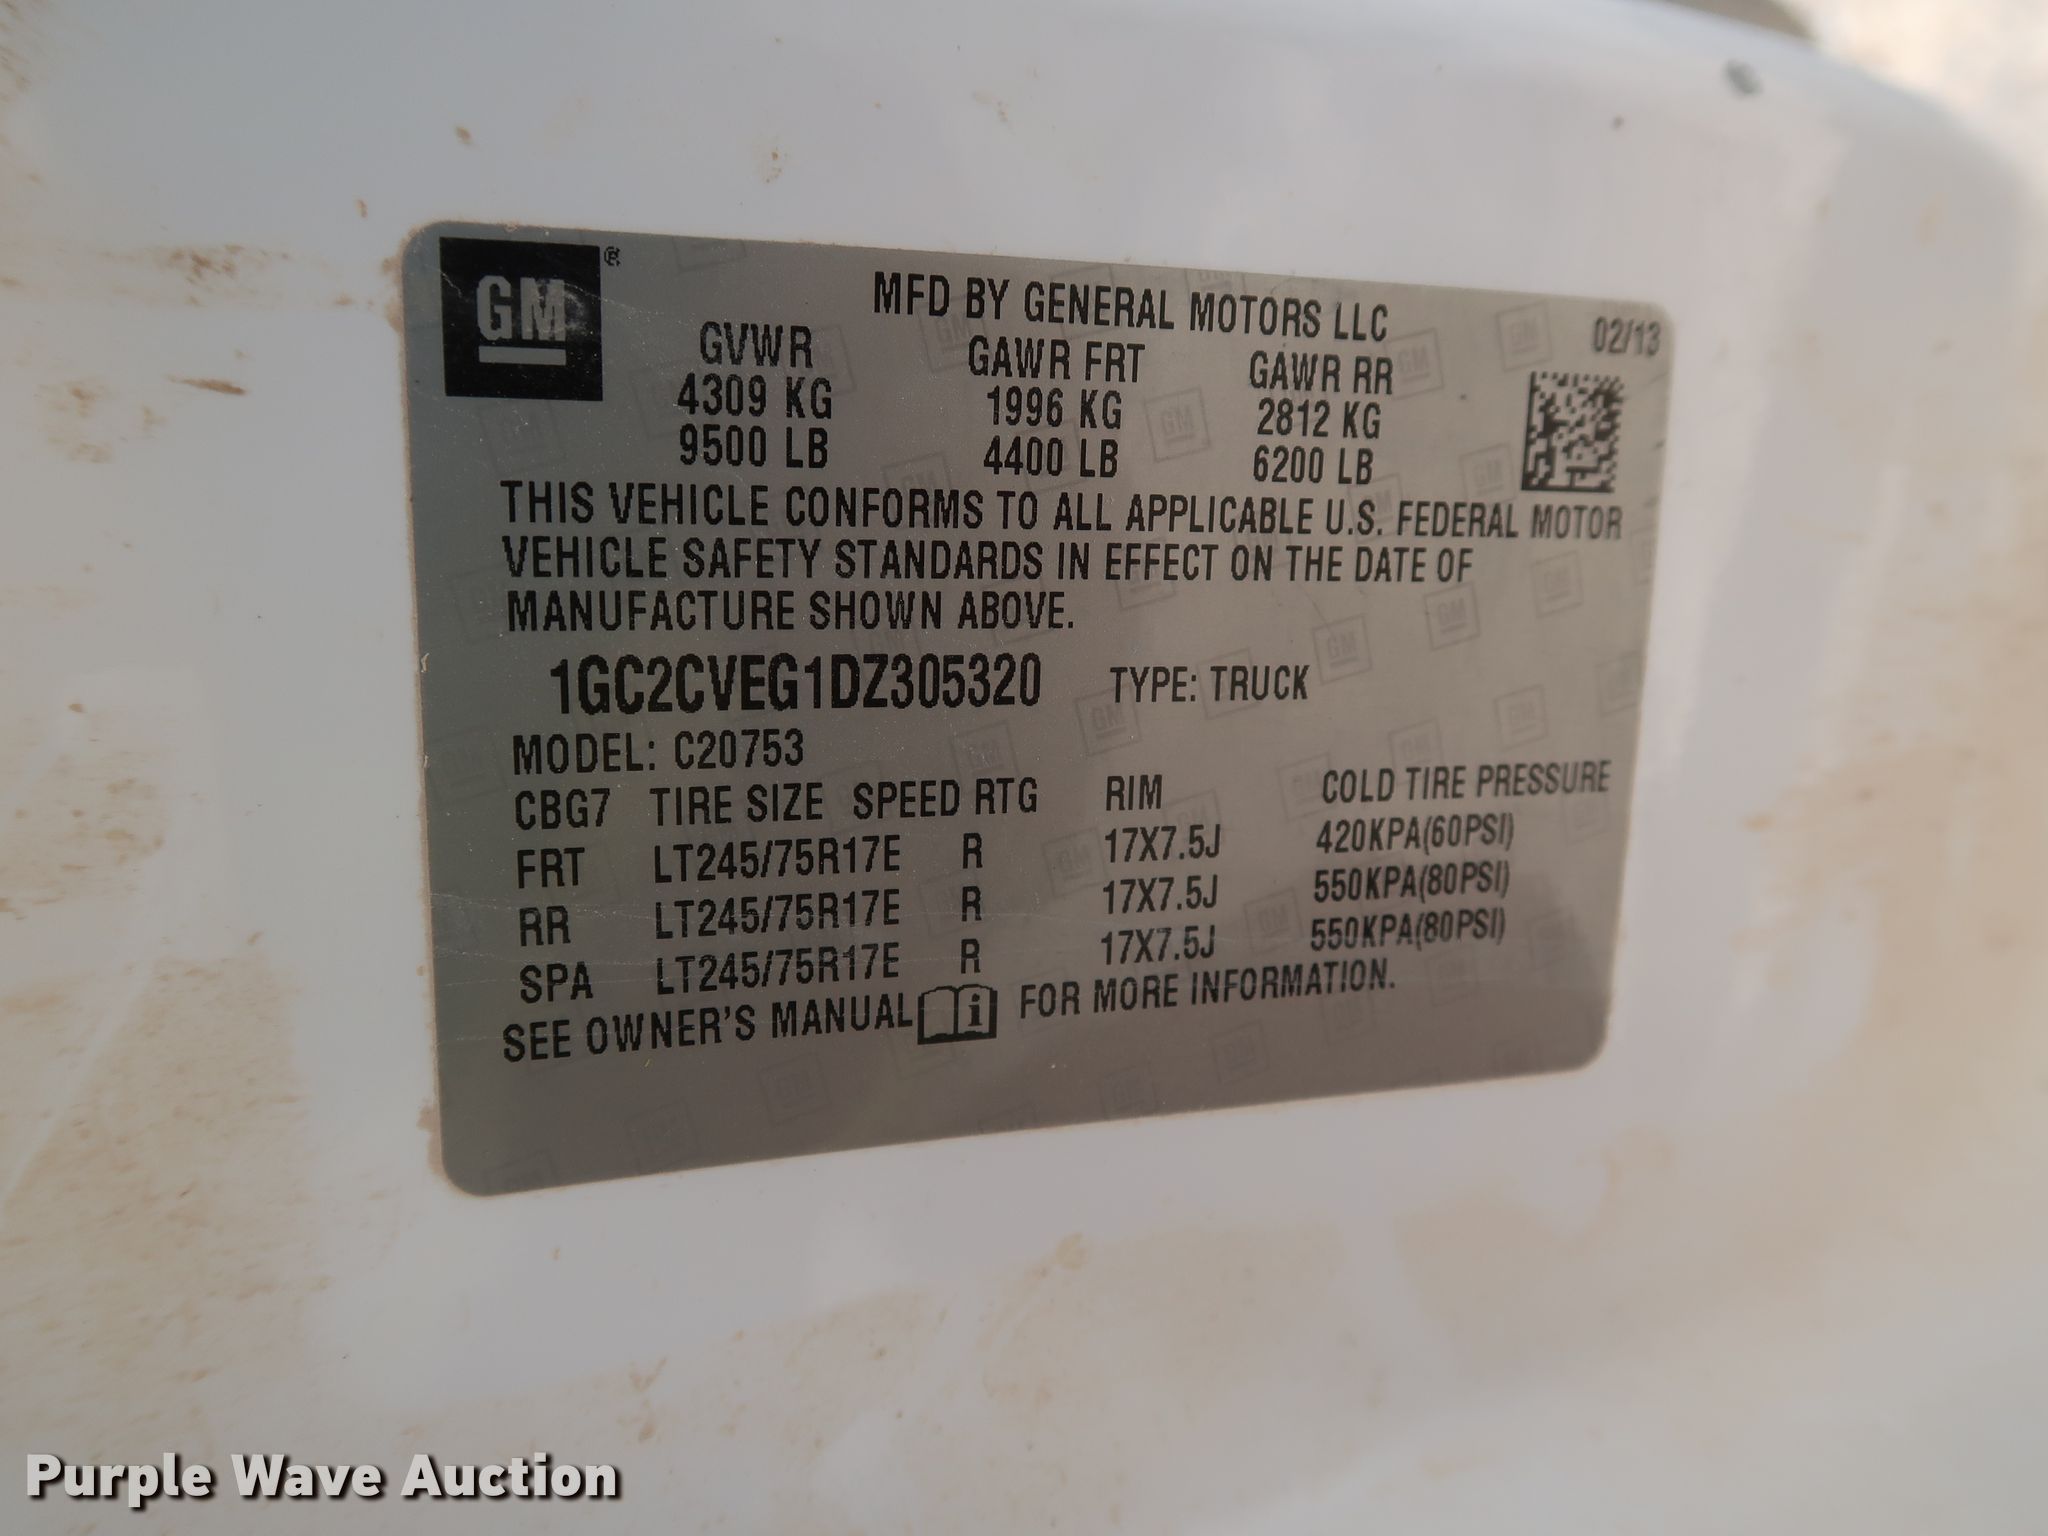 GM®
MFD BY GENERAL MOTORS LLC
02/13
GVWR GAWR FRT GAWR RR
4309 KG 1996 KG 2812 KG
9500 LB 4400 LB 6200 LB
THIS VEHICLE CONFORMS TO ALL APPLICABLE U.S. FEDERAL MOTOR
VEHICLE SAFETY STANDARDS IN EFFECT ON THE DATE OF
MANUFACTURE SHOWN ABOVE.
1GC2CVEG1DZ305320 TYPE: TRUCK
MODEL: C20753
CBG7 TIRE SIZE SPEED RTG RIM COLD TIRE PRESSURE
FRT LT245/75R17E R 17X7.5J 420KPA(60PSI)
RR LT245/75R17E R 17X7.5J 550KPA(80PSI)
SPA LT245/75R17E R 17X7.5J 550KPA(80PSI)
SEE OWNER'S MANUAL i FOR MORE INFORMATION.
Purple Wave Auction